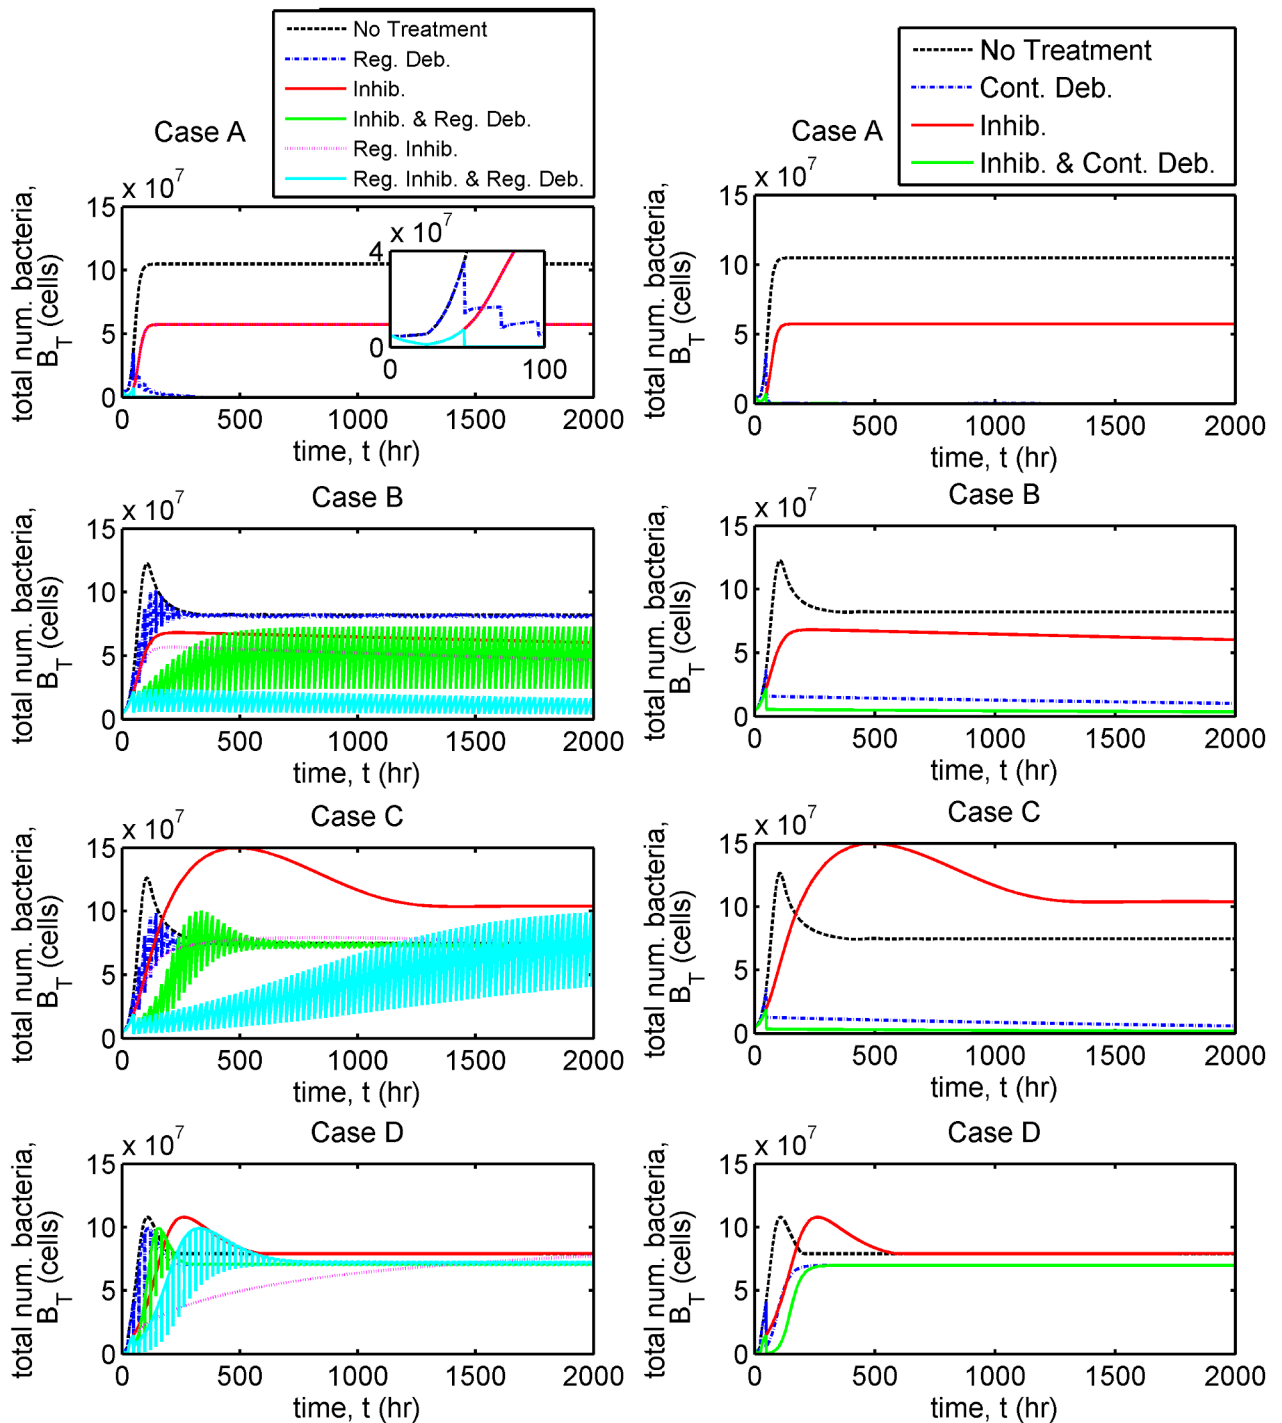 No Treatment
Reg. Deb.
Inhib.
Inhib. & Reg. Deb.
Reg. Inhib.
Reg. Inhib. & Reg. Deb.
No Treatment
Cont. Deb.
Inhib.
Inhib. & Cont. Deb.
Case A
x 10^7
total num. bacteria,
B_T (cells)
15
10
5
0
0 500 1000 1500 2000
time, t (hr)
x 10^7
4
0
0 100
Case A
x 10^7
total num. bacteria,
B_T (cells)
15
10
5
0
0 500 1000 1500 2000
time, t (hr)
Case B
x 10^7
total num. bacteria,
B_T (cells)
15
10
5
0
0 500 1000 1500 2000
time, t (hr)
Case B
x 10^7
total num. bacteria,
B_T (cells)
15
10
5
0
0 500 1000 1500 2000
time, t (hr)
Case C
x 10^7
total num. bacteria,
B_T (cells)
15
10
5
0
0 500 1000 1500 2000
time, t (hr)
Case C
x 10^7
total num. bacteria,
B_T (cells)
15
10
5
0
0 500 1000 1500 2000
time, t (hr)
Case D
x 10^7
total num. bacteria,
B_T (cells)
15
10
5
0
0 500 1000 1500 2000
time, t (hr)
Case D
x 10^7
total num. bacteria,
B_T (cells)
15
10
5
0
0 500 1000 1500 2000
time, t (hr)